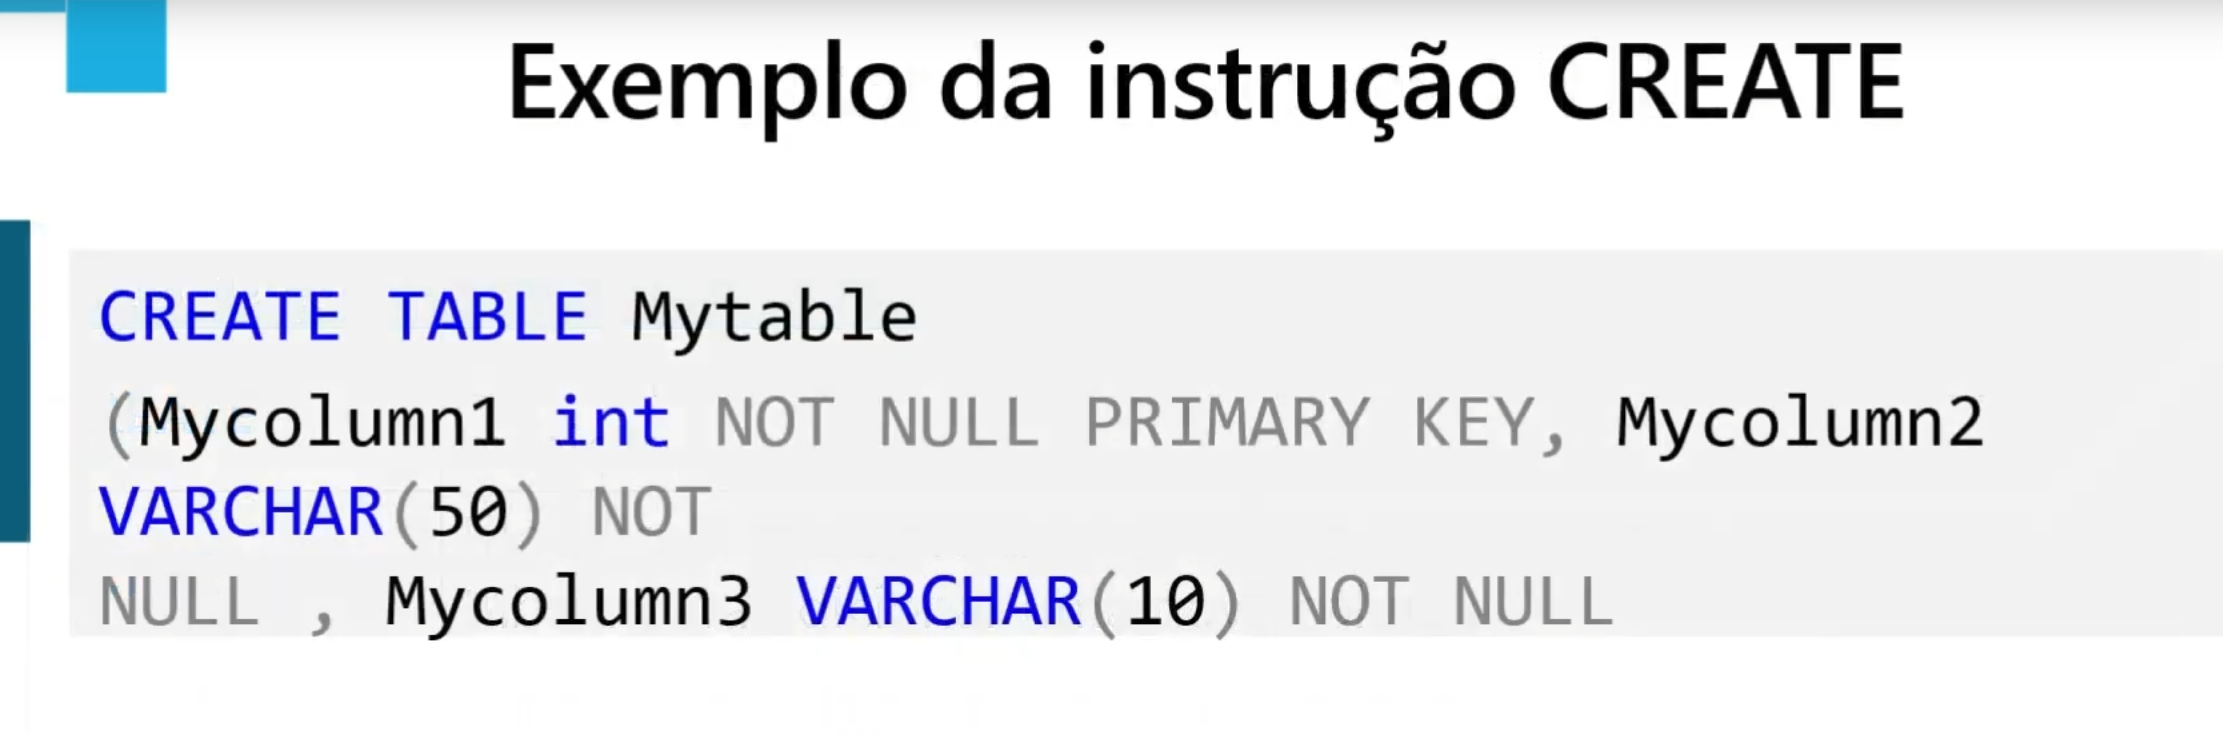 Exemplo da instrução CREATE
CREATE TABLE Mytable
(Mycolumn1 int NOT NULL PRIMARY KEY, Mycolumn2
VARCHAR(50) NOT
NULL , Mycolumn3 VARCHAR(10) NOT NULL